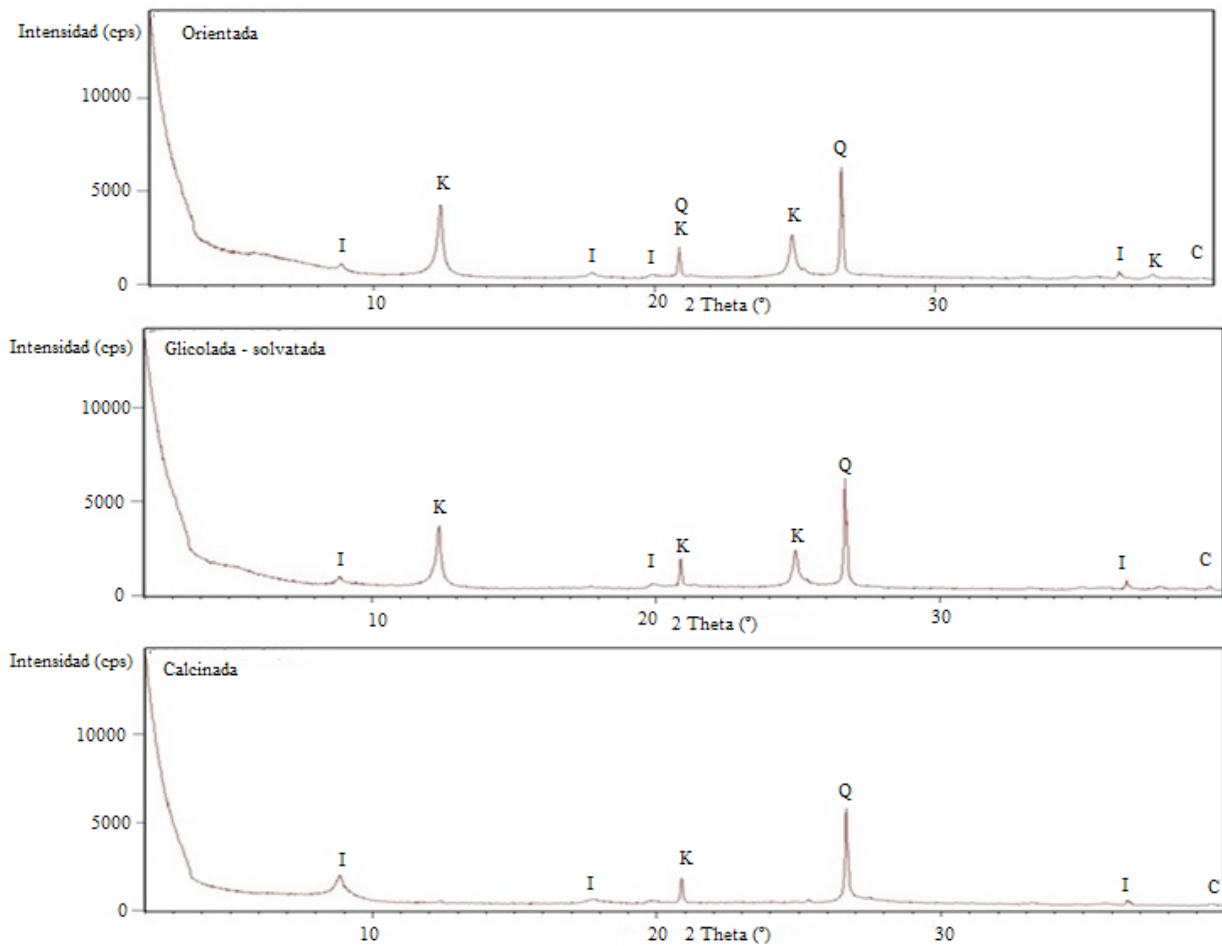 Intensidad (cps)
Orientada
10000
5000
0
I
K
I
I
Q
K
K
Q
I
K
C
10
20
2 Theta (º)
30
Intensidad (cps)
Glicolada - solvatada
10000
5000
0
I
K
I
K
K
Q
I
C
10
20
2 Theta (º)
30
Intensidad (cps)
Calcinada
10000
5000
0
I
I
K
Q
I
C
10
20
2 Theta (º)
30